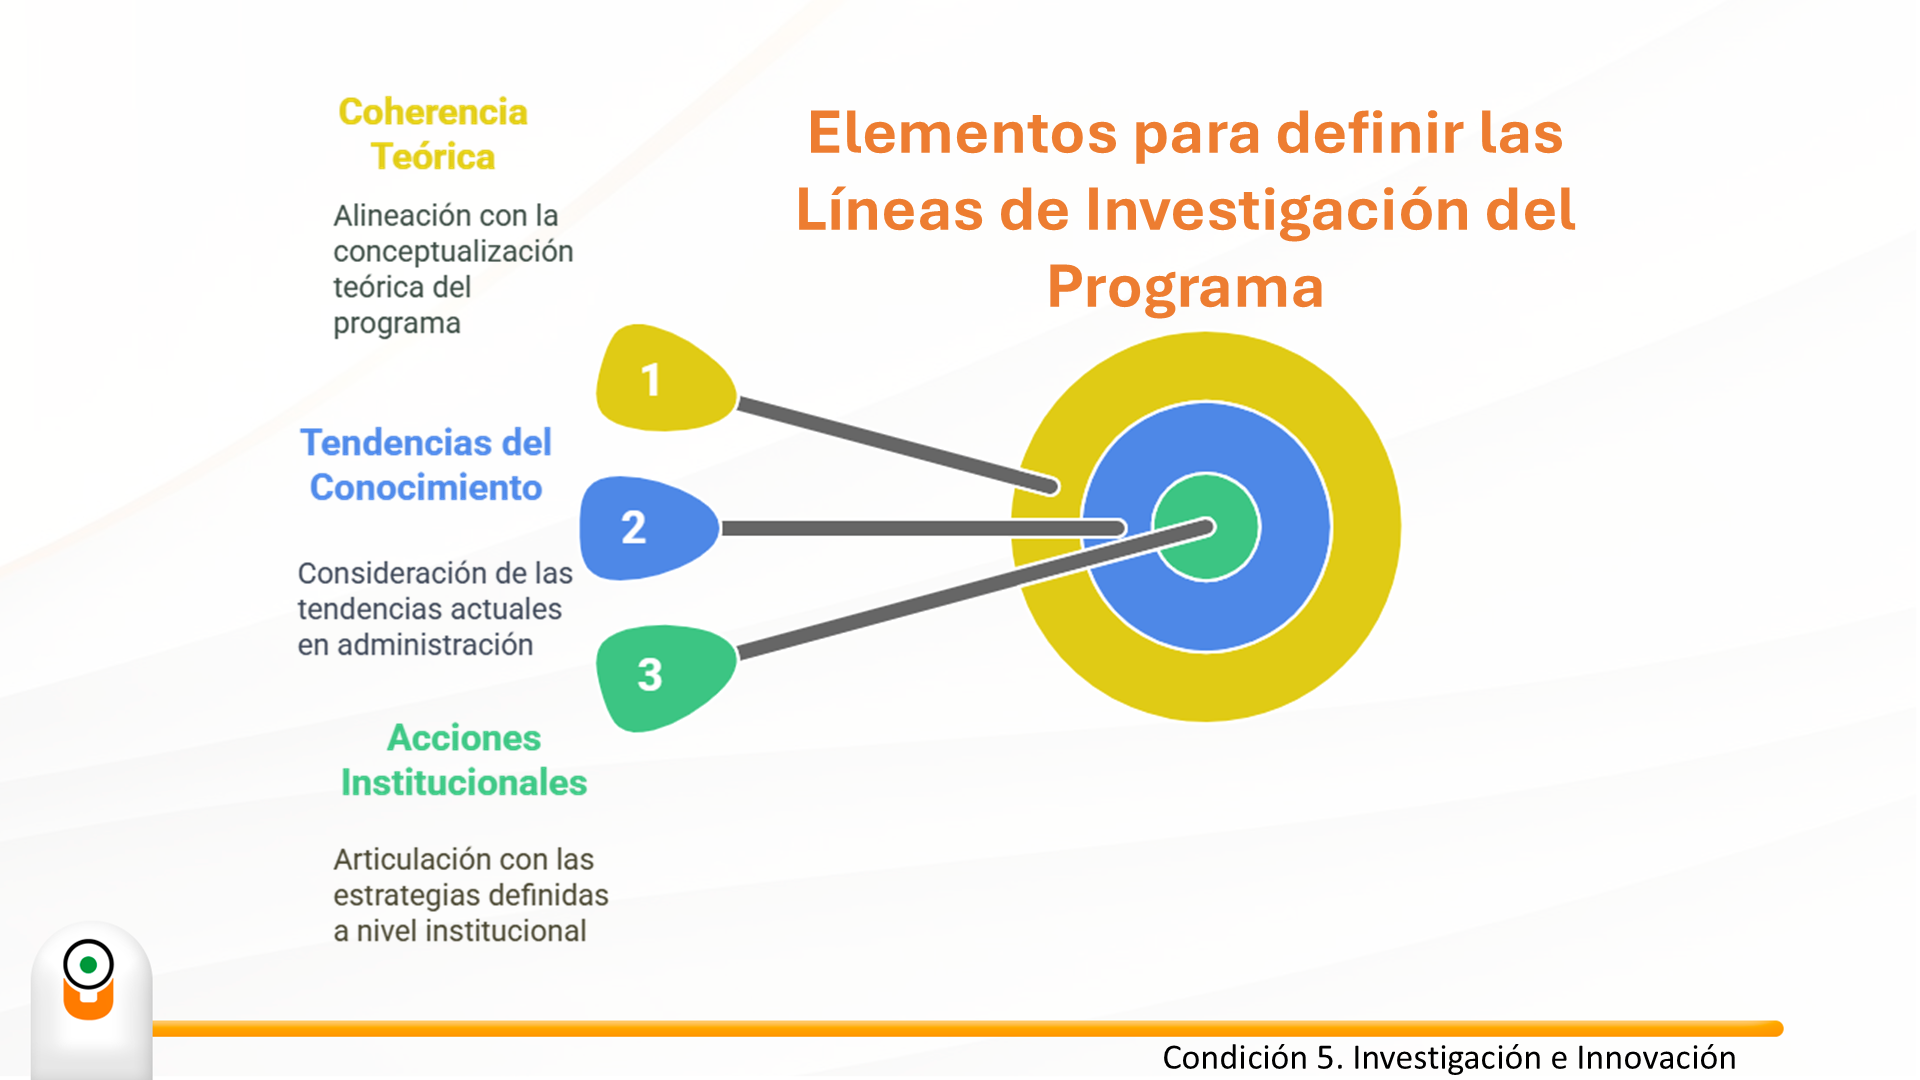 Elementos para definir las
Líneas de Investigación del
Programa
Coherencia
Teórica
Alineación con la
conceptualización
teórica del
programa
1
Tendencias del
Conocimiento
2
Consideración de las
tendencias actuales
en administración
3
Acciones
Institucionales
Articulación con las
estrategias definidas
a nivel institucional
Condición 5. Investigación e Innovación